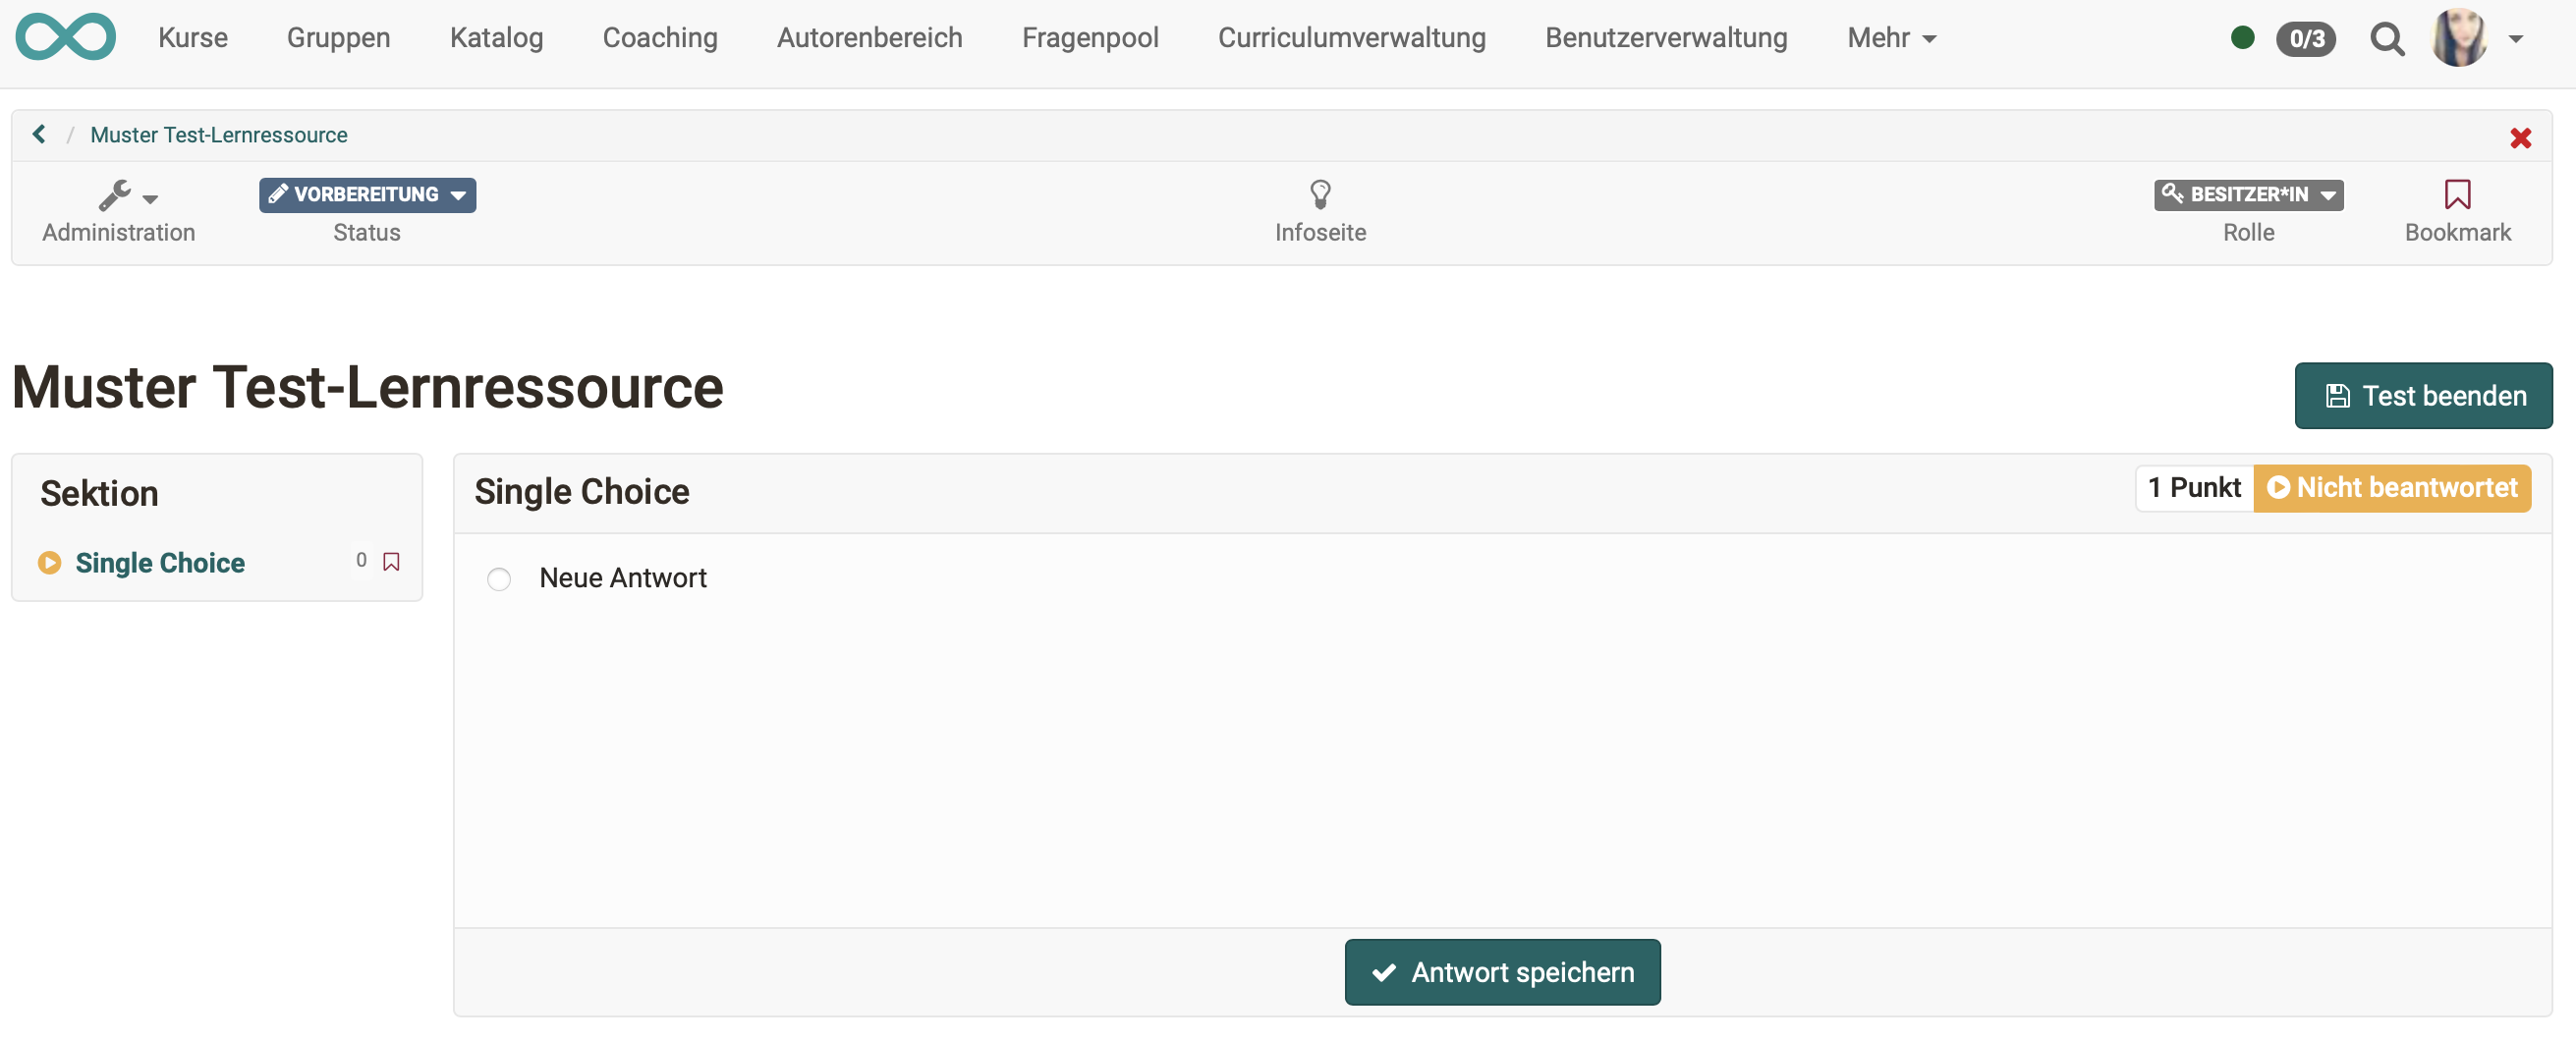 Kurse Gruppen Katalog Coaching Autorenbereich Fragenpool Curriculumverwaltung Benutzerverwaltung Mehr 0/3
/ Muster Test-Lernressource
VORBEREITUNG BESITZER*IN
Administration Status Infoseite Rolle Bookmark
Muster Test-Lernressource
Test beenden
Sektion
Single Choice 0
Single Choice
1 Punkt Nicht beantwortet
Neue Antwort
Antwort speichern